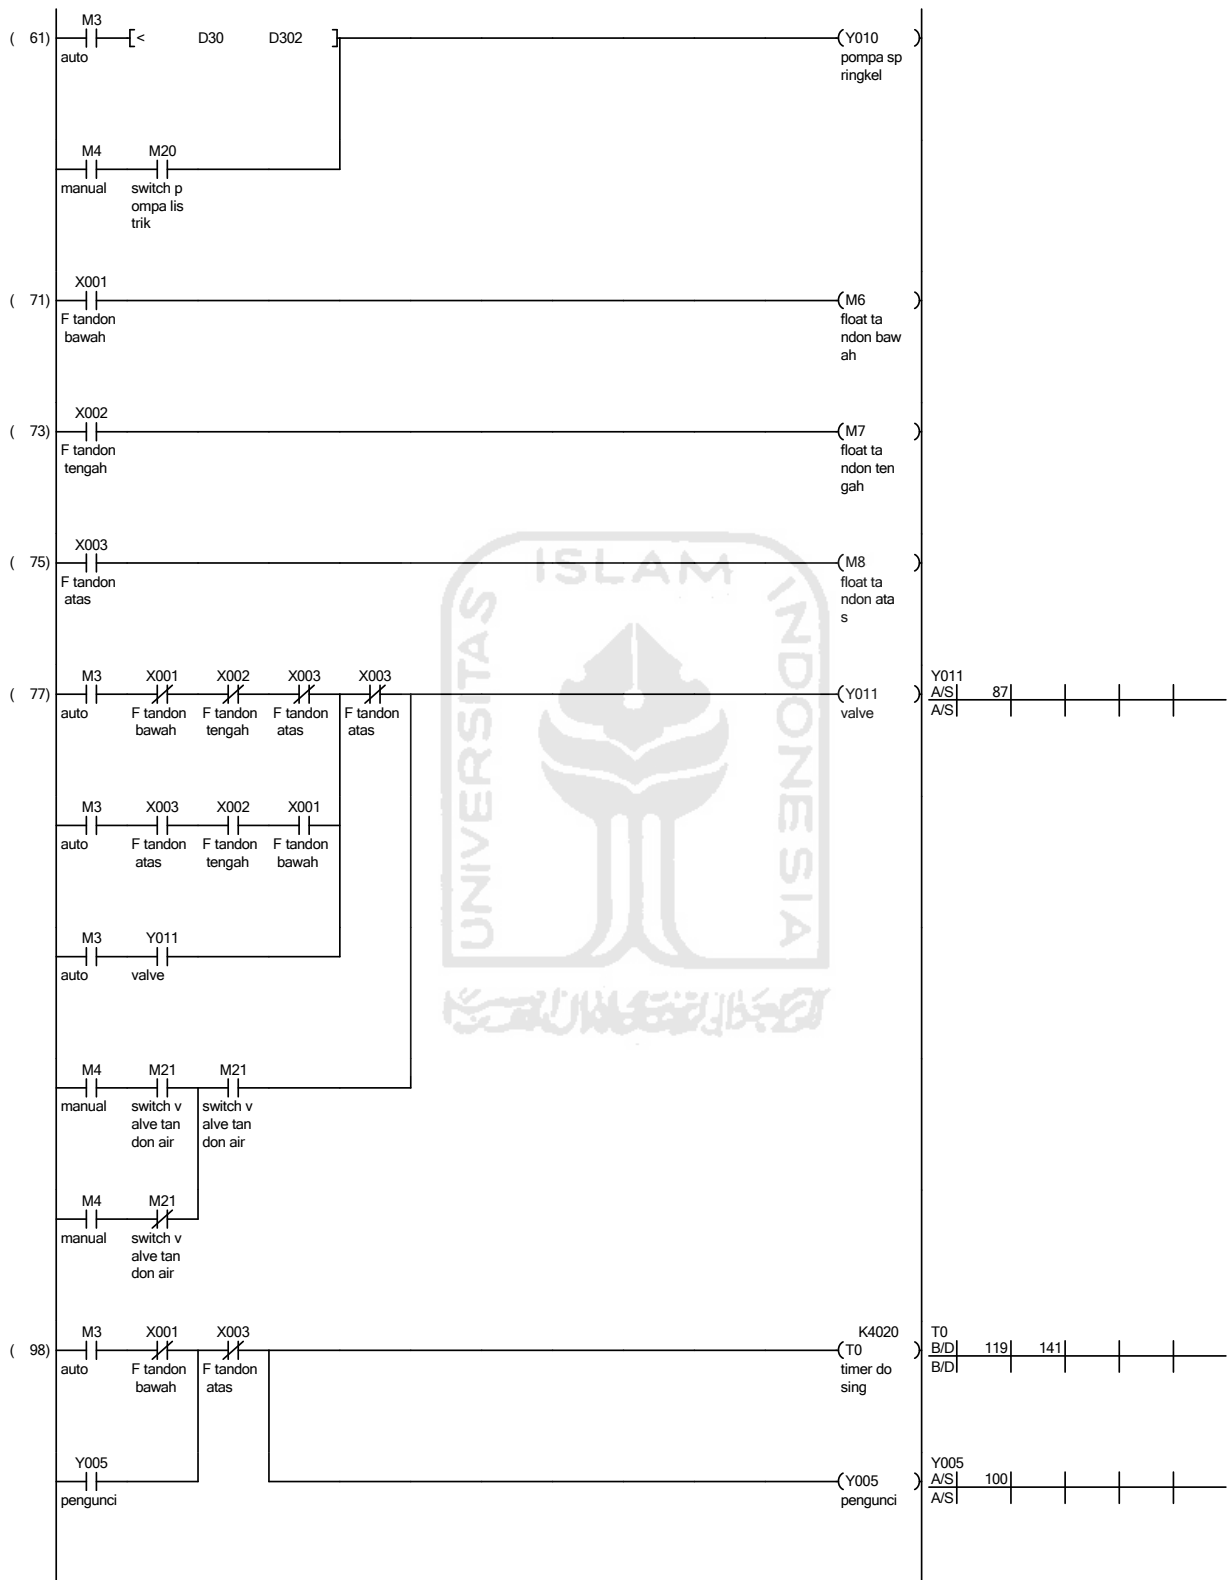 M3
( 61) [< D30 D302 ] (Y010 )
auto
pompa sp
ringkel
M4 M20
manual switch p
ompa lis
trik
X001
( 71) (M6 )
F tandon
bawah
float ta
ndon baw
ah
X002
( 73) (M7 )
F tandon
tengah
float ta
ndon ten
gah
X003
( 75) (M8 )
F tandon
atas
float ta
ndon ata
s
ISLAM
UNIVERSITAS
INDONESIA
M3 X001 X002 X003 X003
( 77) (Y011 )
auto F tandon F tandon F tandon F tandon valve
bawah tengah atas atas
Y011
A/S 87
A/S
M3 X003 X002 X001
auto F tandon F tandon F tandon
atas tengah bawah
M3 Y011
auto valve
M4 M21 M21
manual switch v switch v
alve tan alve tan
don air don air
M4 M21
manual switch v
alve tan
don air
M3 X001 X003 K4020
( 98) (T0 )
auto F tandon F tandon timer do
bawah atas sing
T0
B/D 119 141
B/D
Y005
pengunci
(Y005 )
pengunci
Y005
A/S 100
A/S